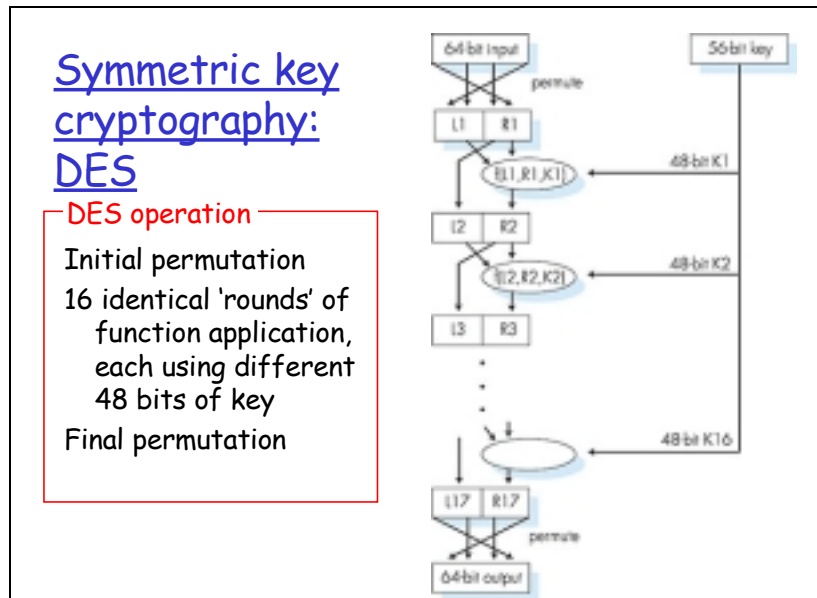 Symmetric key
cryptography:
DES
DES operation
Initial permutation
16 identical ‘rounds’ of
function application,
each using different
48 bits of key
Final permutation
64-bit input
56-bit key
permute
L1 R1
48-bit K1
f(L1,R1,K1)
L2 R2
48-bit K2
f(L2,R2,K2)
L3 R3
48-bit K16
L17 R17
permute
64-bit output